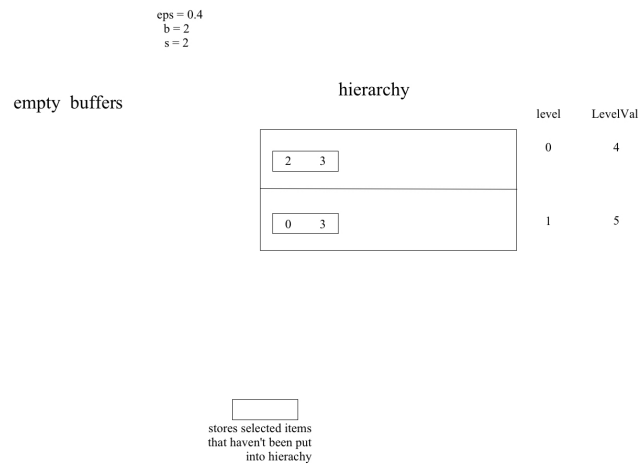 eps = 0.4
b = 2
s = 2
hierarchy
empty buffers
level LevelVal
2 3
0 4
0 3
1 5
stores selected items
that haven't been put
into hierachy